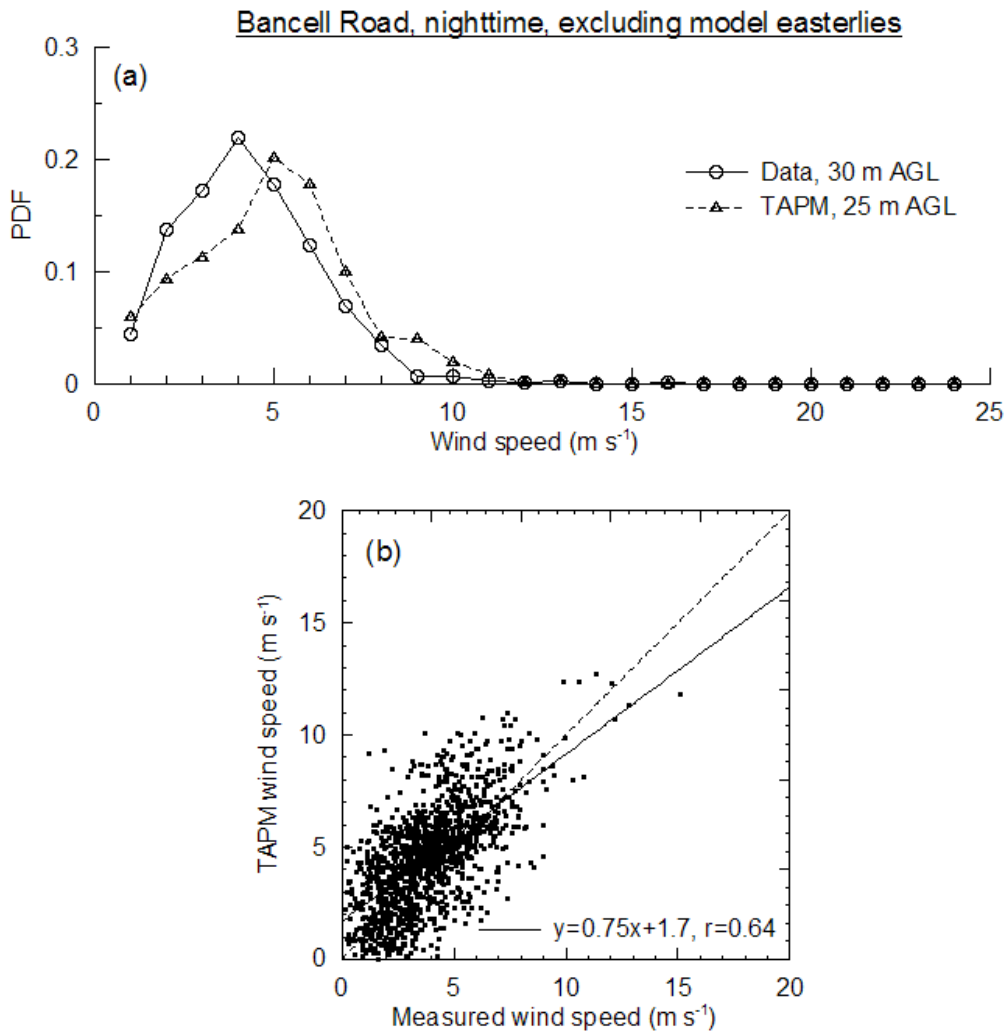 Bancell Road, nighttime, excluding model easterlies
(a)
0.3
0.2
0.1
0
PDF
Data, 30 m AGL
TAPM, 25 m AGL
0 5 10 15 20 25
Wind speed (m s⁻¹)
(b)
20
15
10
5
0
TAPM wind speed (m s⁻¹)
y=0.75x+1.7, r=0.64
0 5 10 15 20
Measured wind speed (m s⁻¹)